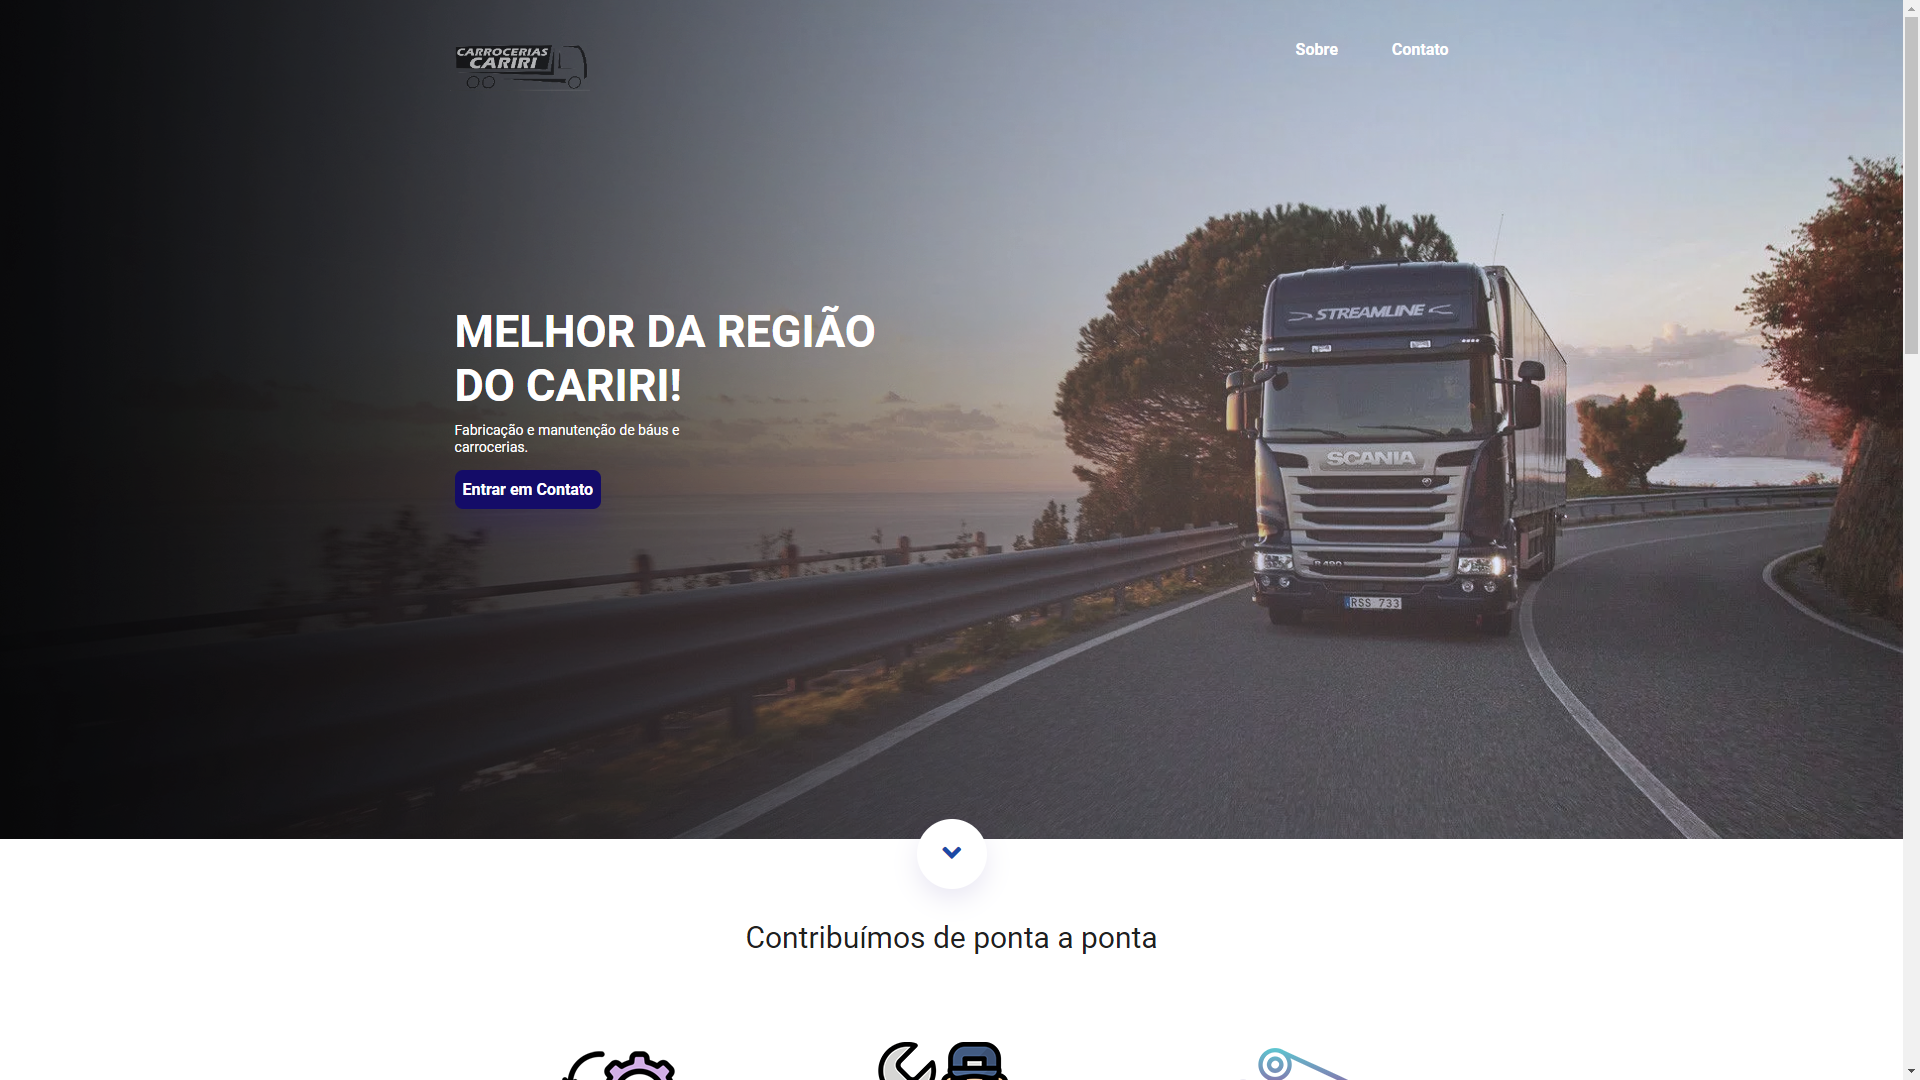 CARROCERIAS
CARIRI
Sobre
Contato
MELHOR DA REGIÃO
DO CARIRI!
Fabricação e manutenção de báus e
carrocerias.
Entrar em Contato
STREAMLINE
SCANIA
R 490
RSS 733
Contribuímos de ponta a ponta